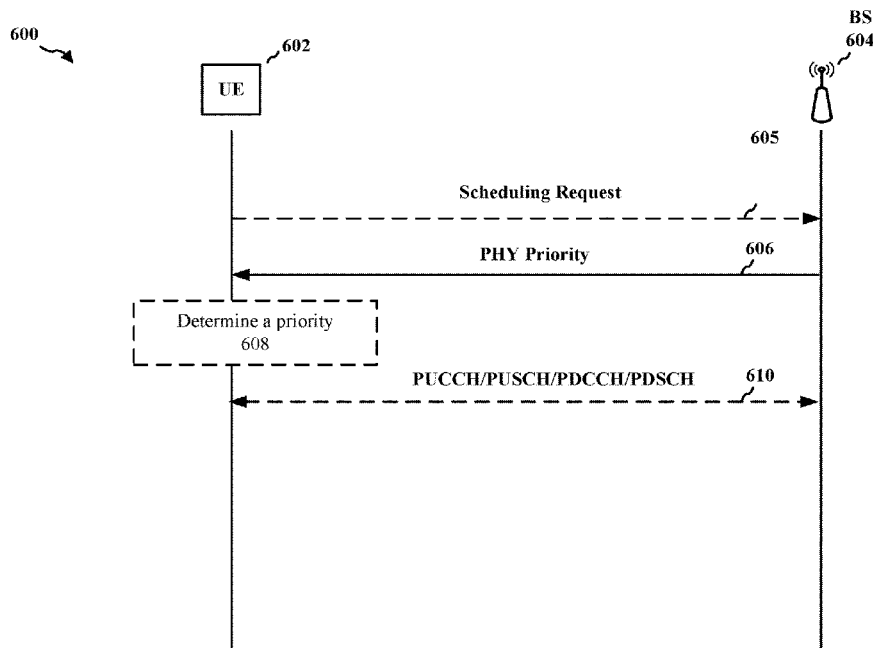 600
602
UE
BS
604
605
Scheduling Request
PHY Priority
606
Determine a priority
608
PUCCH/PUSCH/PDCCH/PDSCH
610